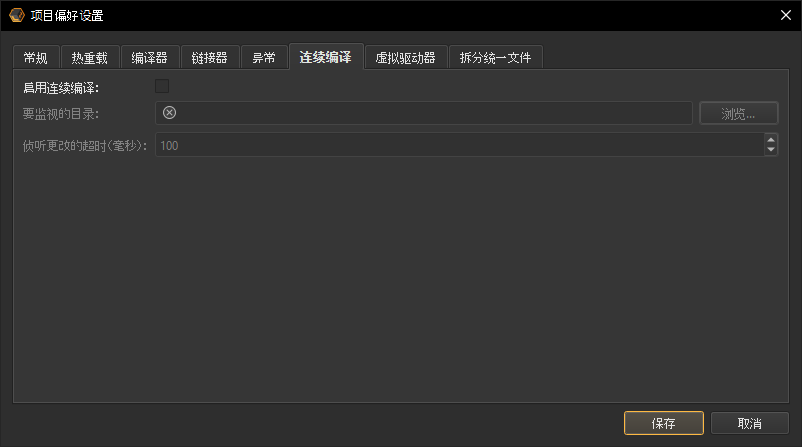 项目偏好设置
常规 热重载 编译器 链接器 异常 连续编译 虚拟驱动器 拆分统一文件
启用连续编译:
要监视的目录: 浏览...
侦听更改的超时(毫秒): 100
保存 取消